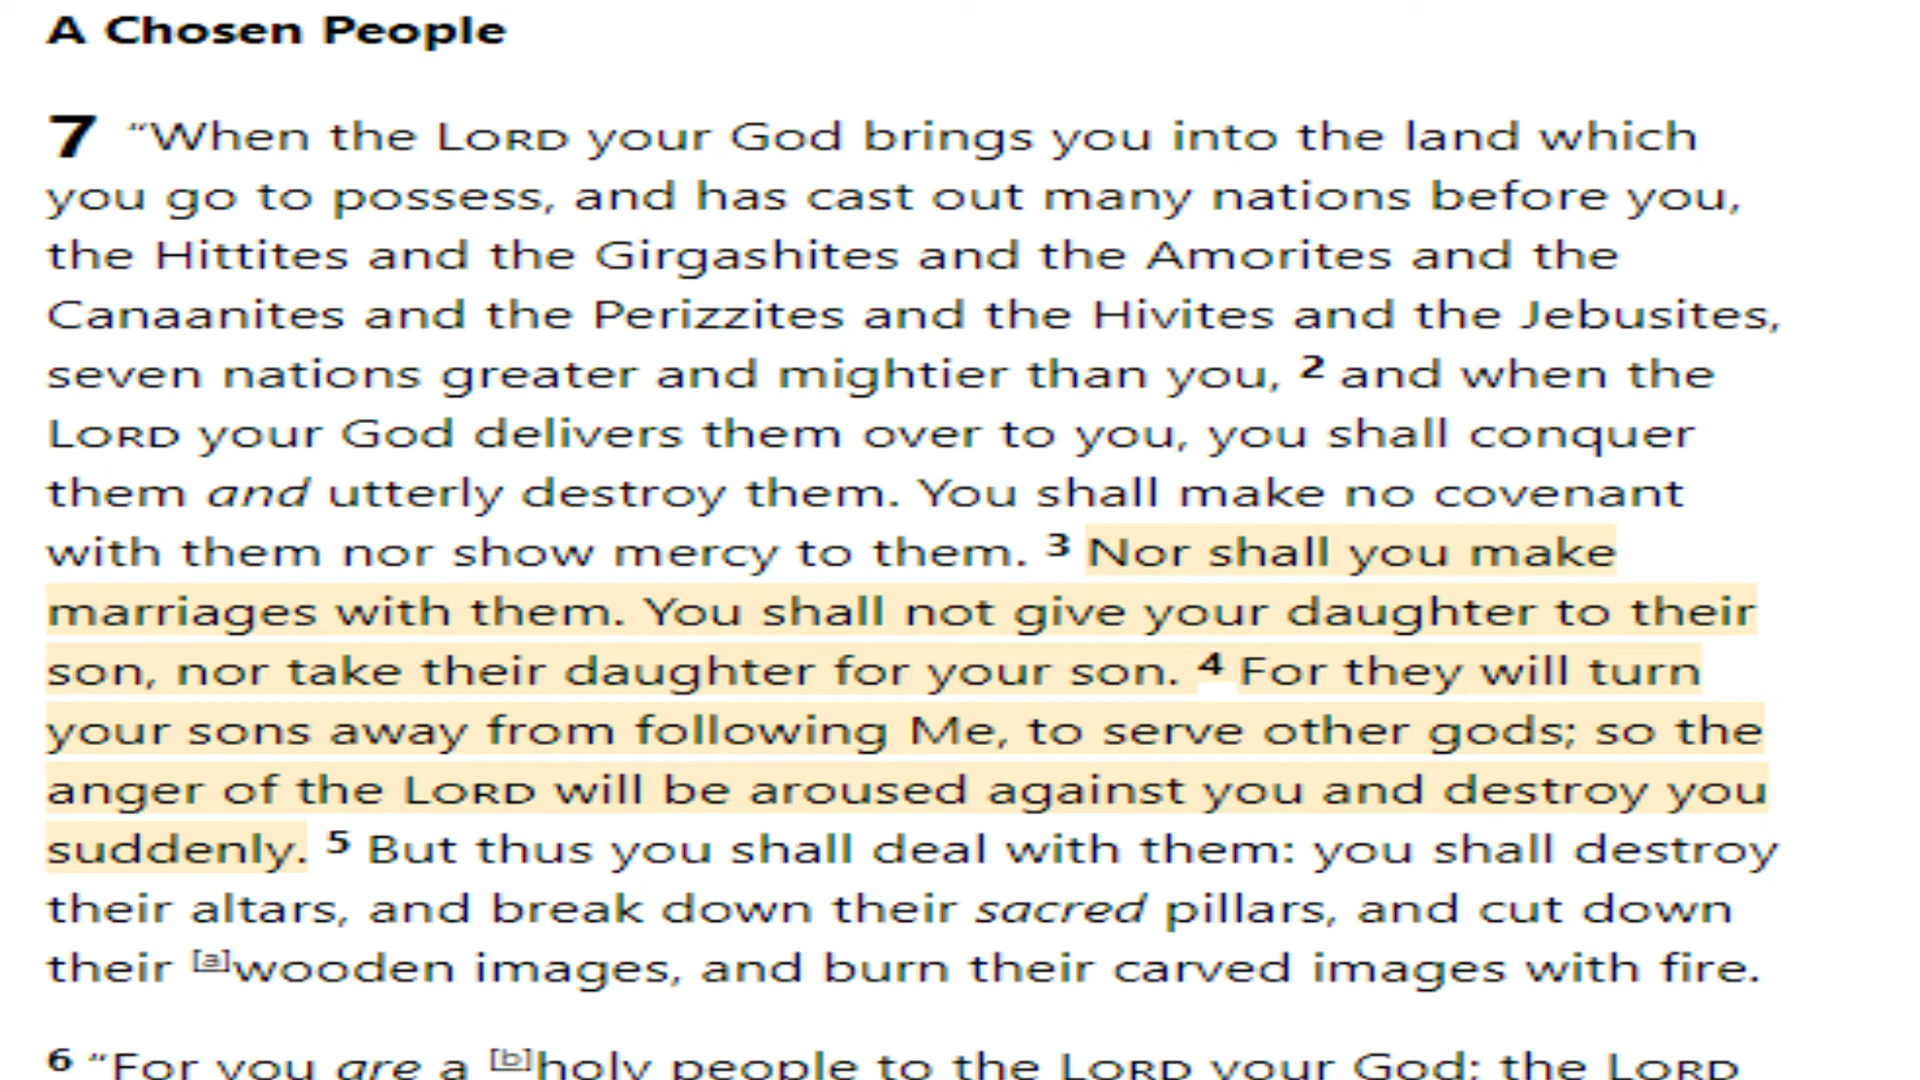 A Chosen People
7 “When the LORD your God brings you into the land which
you go to possess, and has cast out many nations before you,
the Hittites and the Girgashites and the Amorites and the
Canaanites and the Perizzites and the Hivites and the Jebusites,
seven nations greater and mightier than you, 2 and when the
LORD your God delivers them over to you, you shall conquer
them and utterly destroy them. You shall make no covenant
with them nor show mercy to them. 3 Nor shall you make
marriages with them. You shall not give your daughter to their
son, nor take their daughter for your son. 4 For they will turn
your sons away from following Me, to serve other gods; so the
anger of the LORD will be aroused against you and destroy you
suddenly. 5 But thus you shall deal with them: you shall destroy
their altars, and break down their sacred pillars, and cut down
their [a]wooden images, and burn their carved images with fire.
6 “For you are a [b]holy people to the LORD your God; the LORD